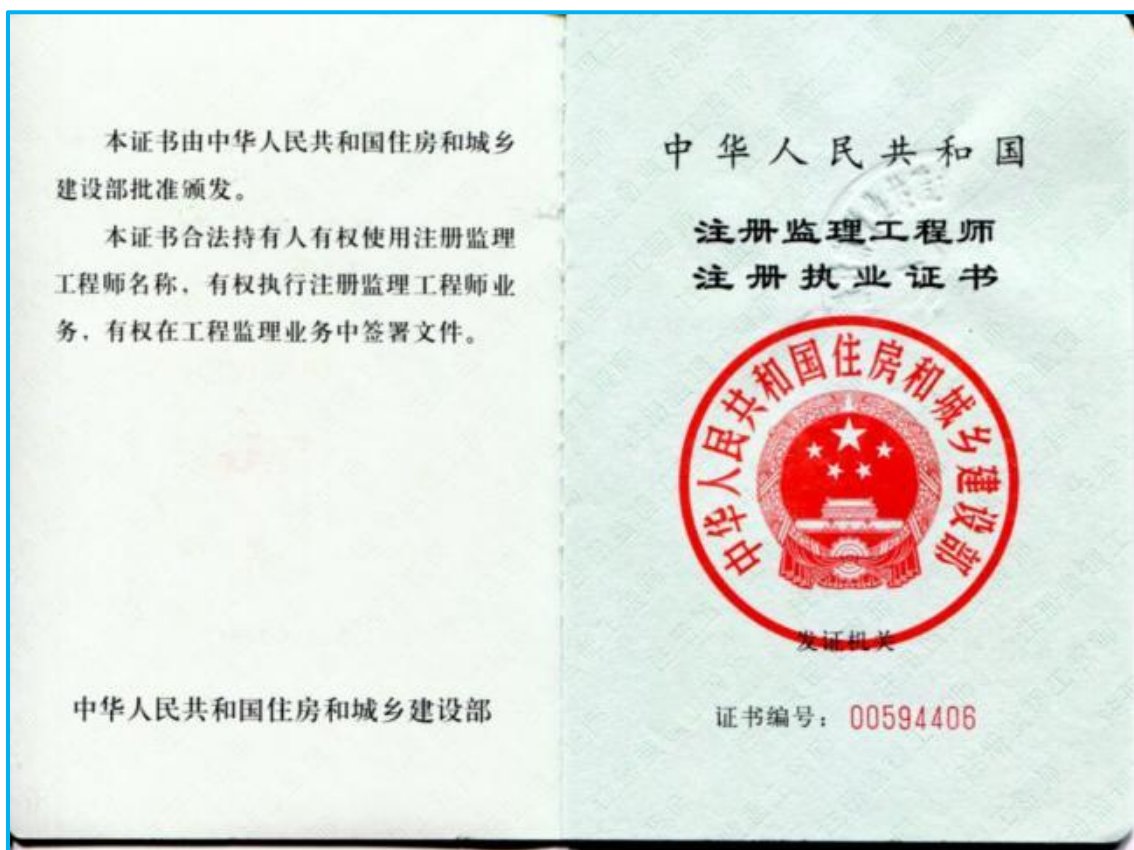 本证书由中华人民共和国住房和城乡
建设部批准颁发。
本证书合法持有人有权使用注册监理
工程师名称，有权执行注册监理工程师业
务，有权在工程监理业务中签署文件。
中华人民共和国住房和城乡建设部
中华人民共和国
注册监理工程师
注册执业证书
中华人民共和国住房和城乡建设部
发证机关
证书编号：00594406